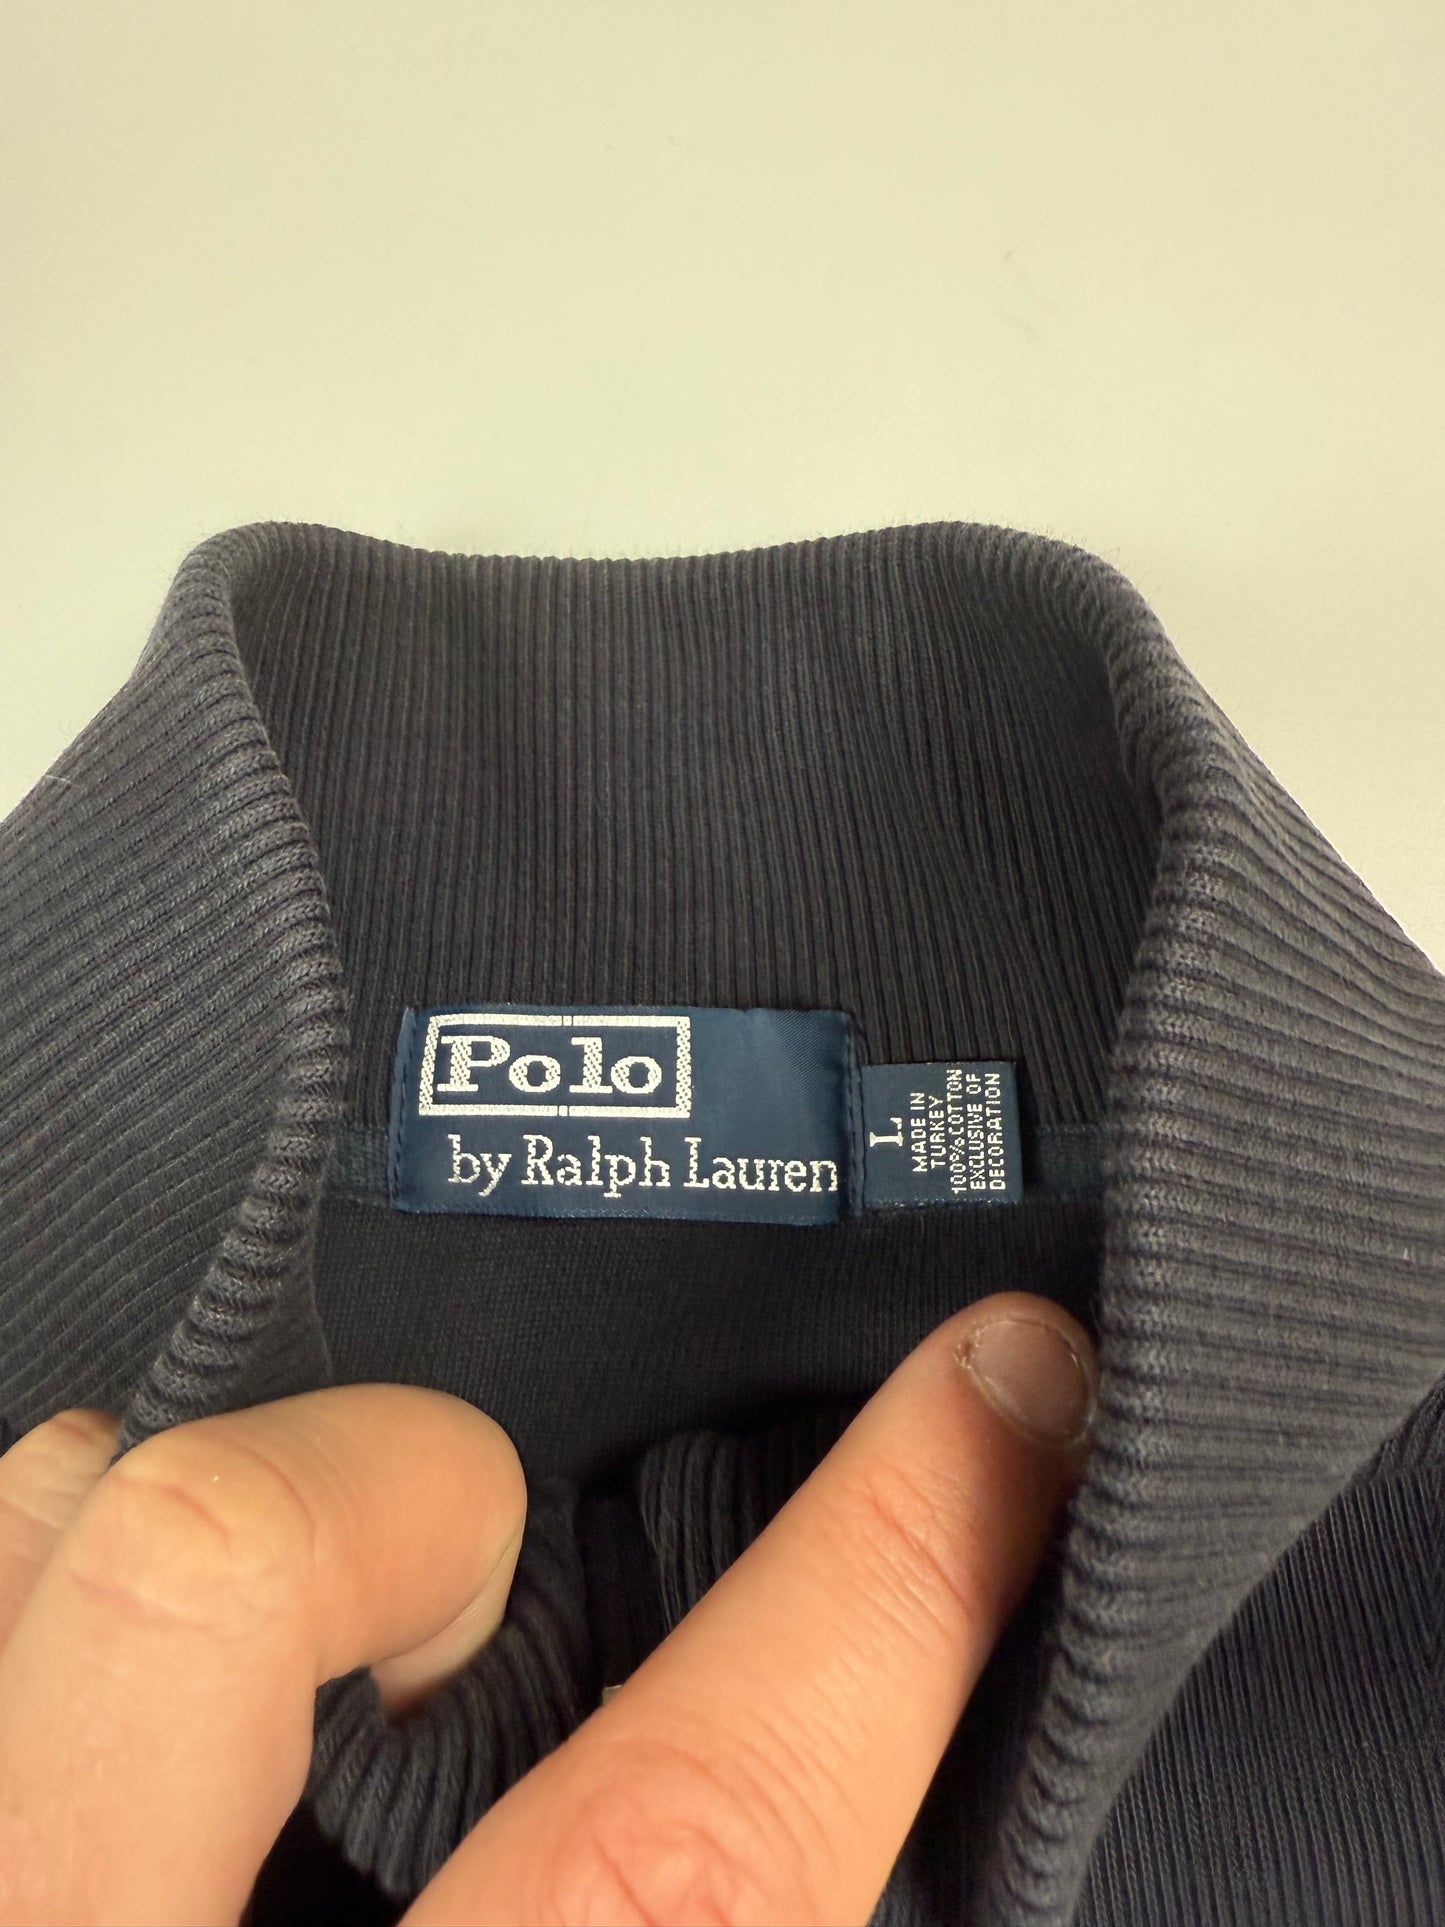 Polo
by Ralph Lauren
L
MADE IN
TURKEY
100% COTTON
EXCLUSIVE OF
DECORATION